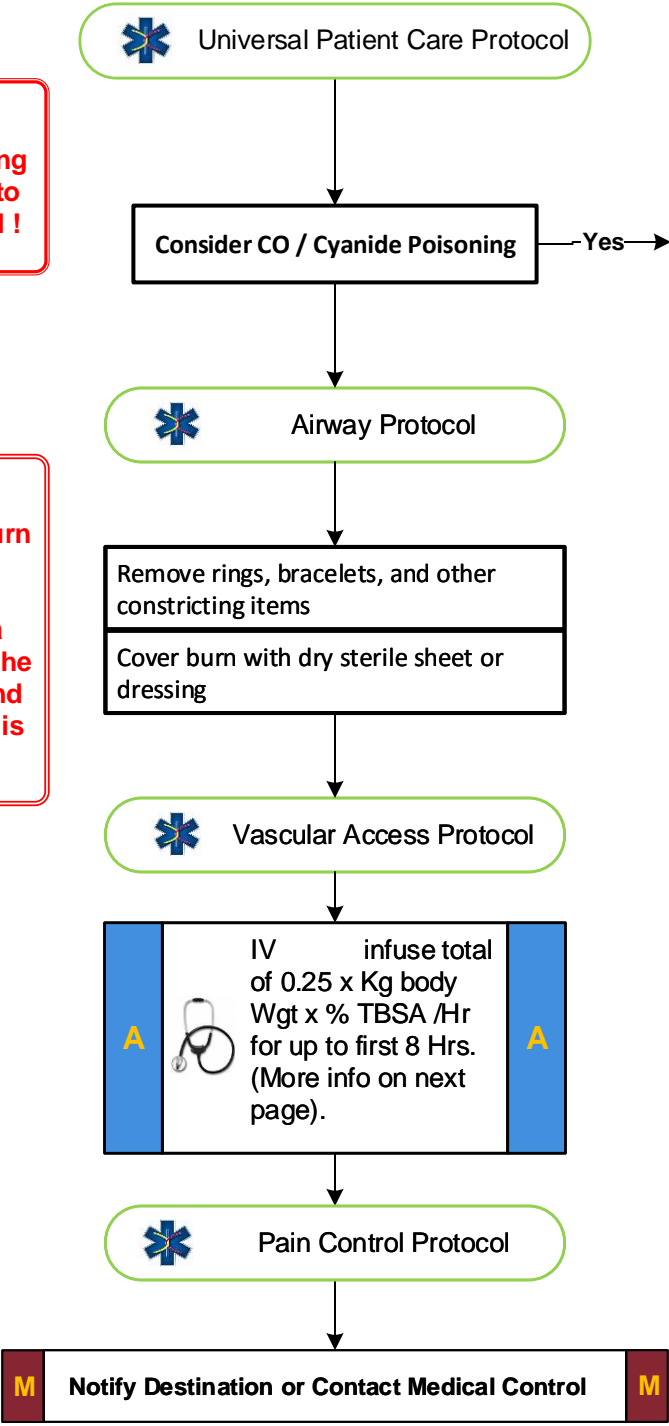 Universal Patient Care Protocol
ng
to
!
Consider CO / Cyanide Poisoning
Yes
Airway Protocol
urn
he
nd
is
Remove rings, bracelets, and other
constricting items
Cover burn with dry sterile sheet or
dressing
Vascular Access Protocol
A
IV infuse total
of 0.25 x Kg body
Wgt x % TBSA /Hr
for up to first 8 Hrs.
(More info on next
page).
A
Pain Control Protocol
M
Notify Destination or Contact Medical Control
M